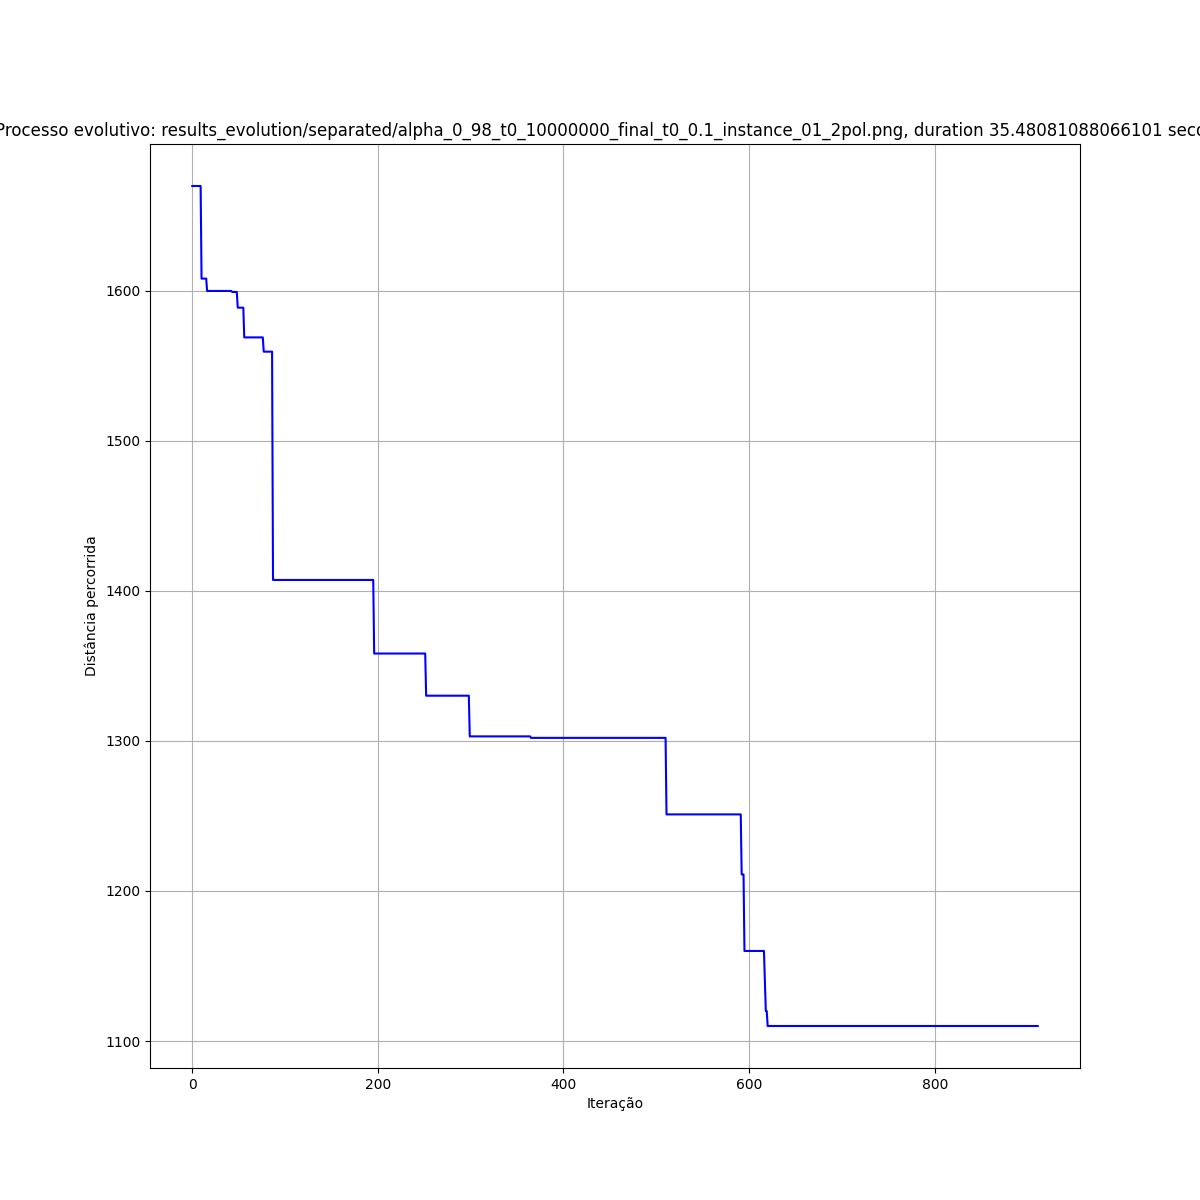 Processo evolutivo: results_evolution/separated/alpha_0_98_t0_10000000_final_t0_0.1_instance_01_2pol.png, duration 35.48081088066101
1600
1500
1400
1300
1200
1100
Distância percorrida
0 200 400 600 800
Iteração